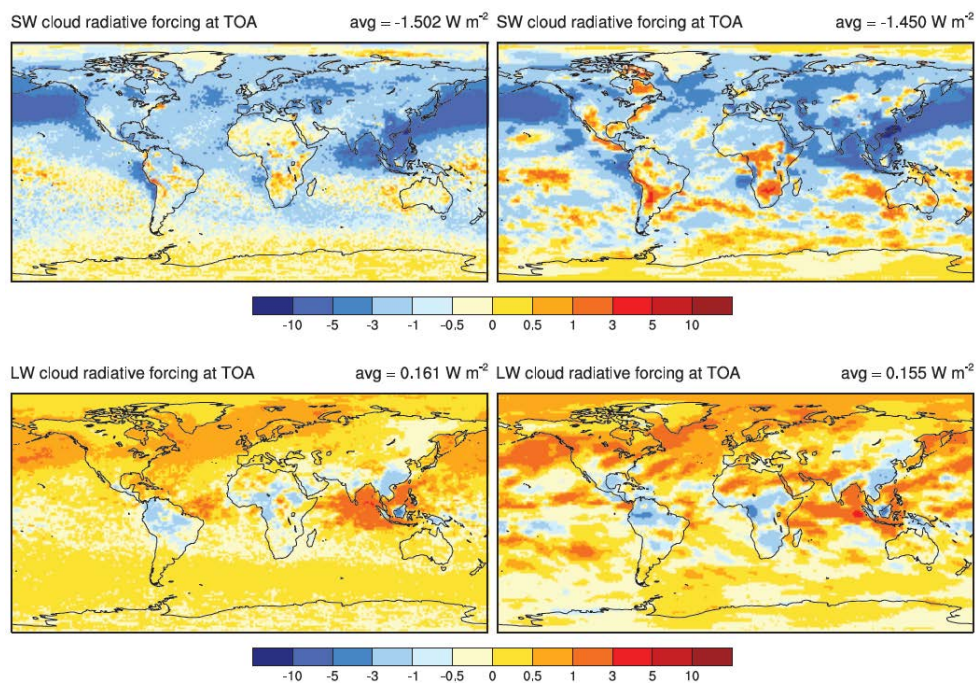 SW cloud radiative forcing at TOA avg = -1.502 W m⁻²
SW cloud radiative forcing at TOA avg = -1.450 W m⁻²
-10 -5 -3 -1 -0.5 0 0.5 1 3 5 10
LW cloud radiative forcing at TOA avg = 0.161 W m⁻²
LW cloud radiative forcing at TOA avg = 0.155 W m⁻²
-10 -5 -3 -1 -0.5 0 0.5 1 3 5 10